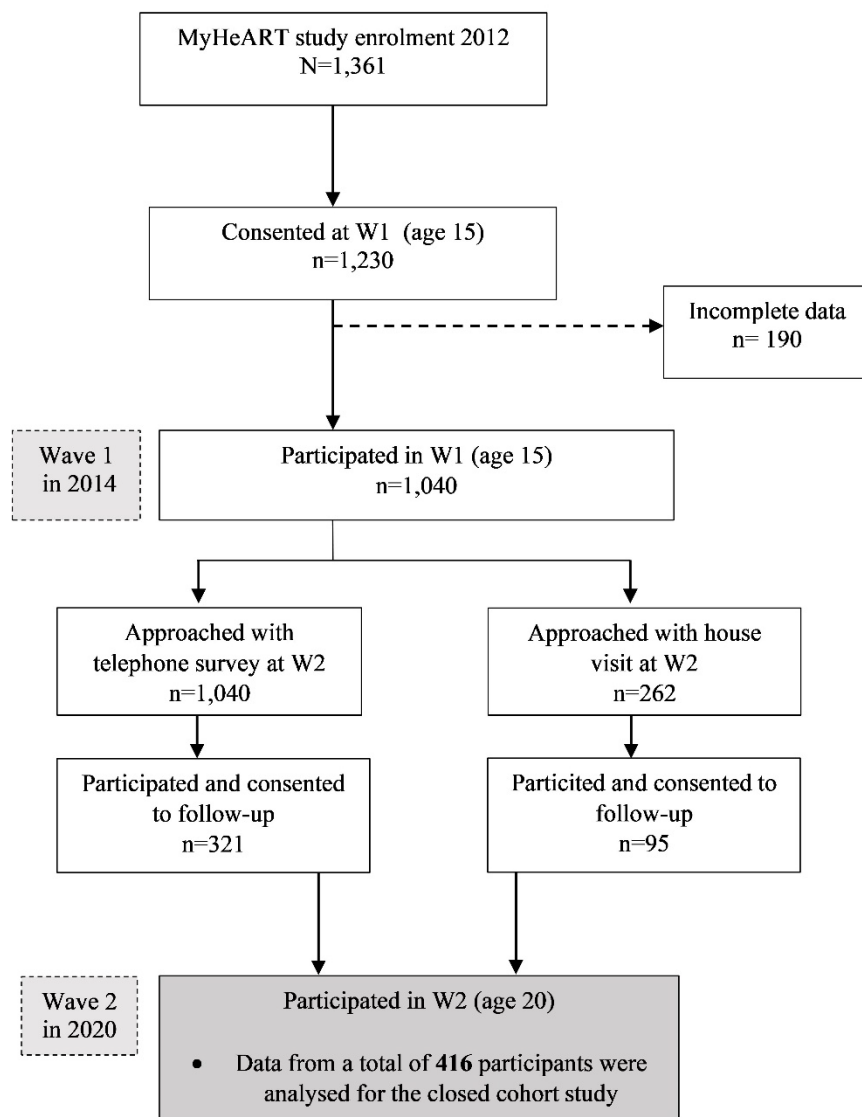 MyHeART study enrolment 2012
N=1,361
Consented at W1 (age 15)
n=1,230
Incomplete data
n= 190
Wave 1
in 2014
Participated in W1 (age 15)
n=1,040
Approached with
telephone survey at W2
n=1,040
Approached with house
visit at W2
n=262
Participated and consented
to follow-up
n=321
Particited and consented to
follow-up
n=95
Wave 2
in 2020
Participated in W2 (age 20)
• Data from a total of 416 participants were
analysed for the closed cohort study